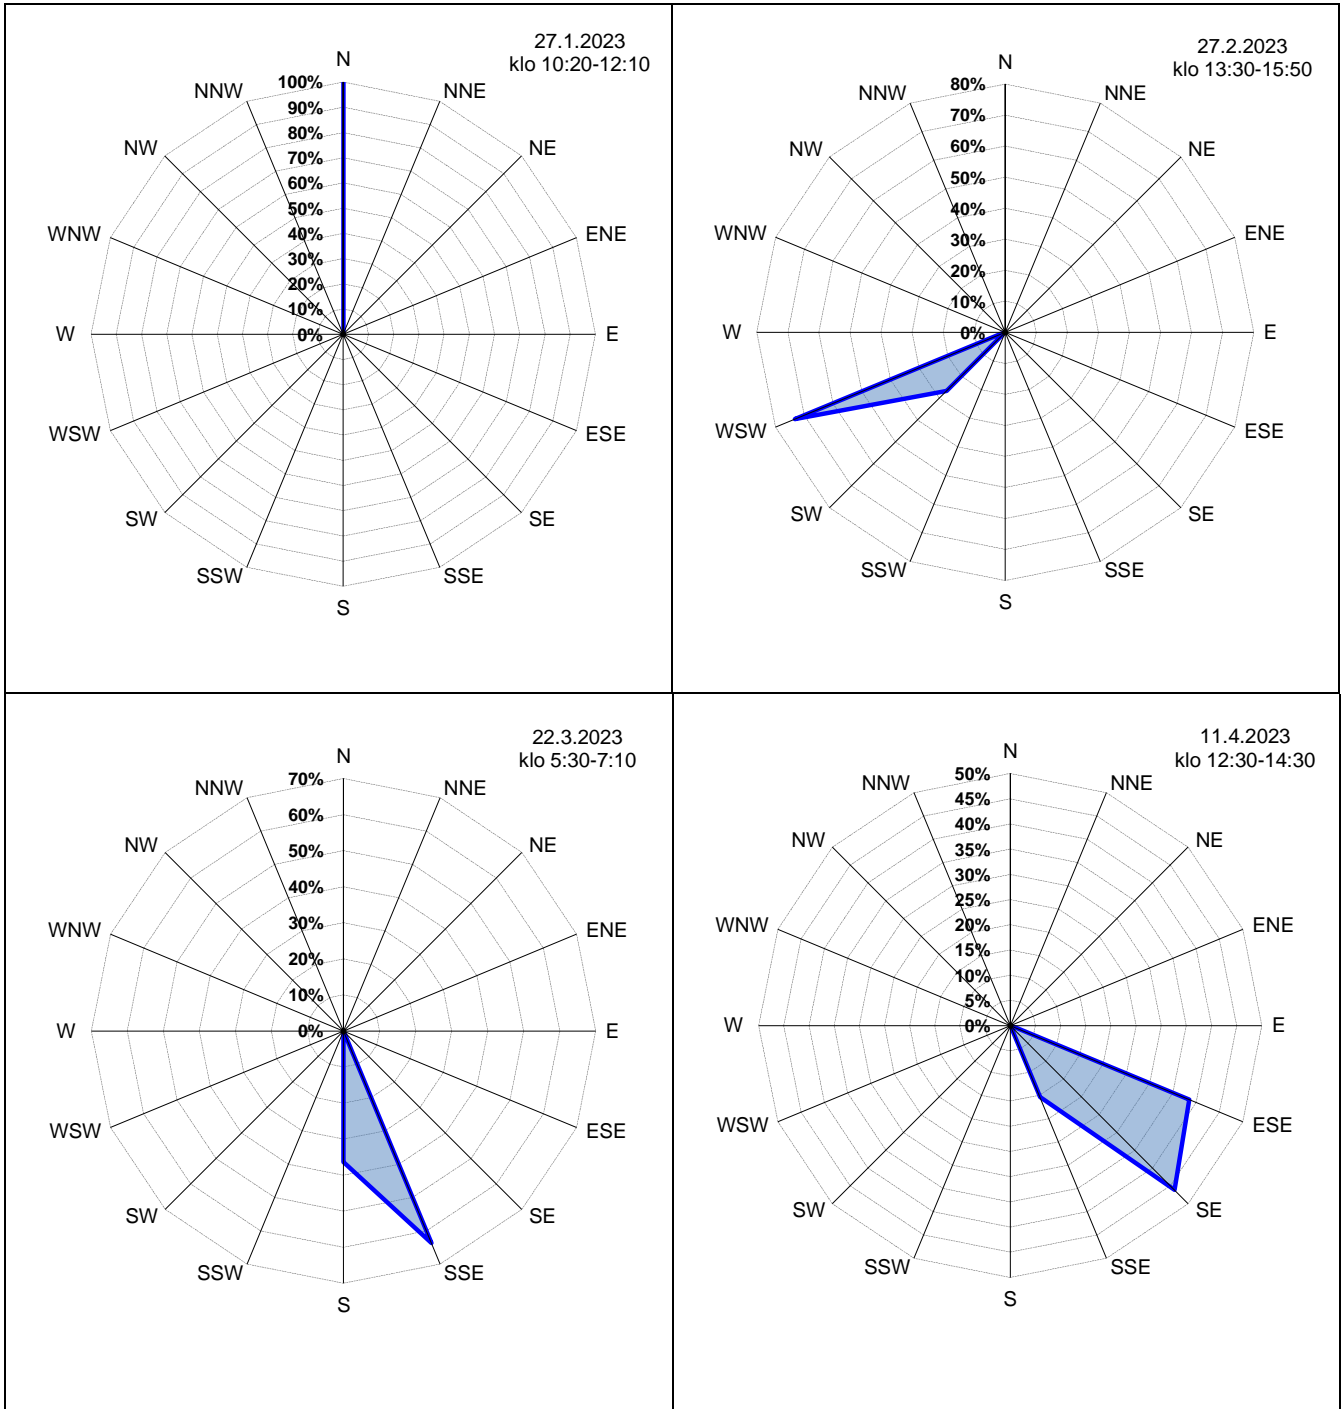 27.1.2023
klo 10:20-12:10
N
NNE
NE
ENE
E
ESE
SE
SSE
S
SSW
SW
WSW
W
WNW
NW
NNW
100%
90%
80%
70%
60%
50%
40%
30%
20%
10%
0%
27.2.2023
klo 13:30-15:50
N
NNE
NE
ENE
E
ESE
SE
SSE
S
SSW
SW
WSW
W
WNW
NW
NNW
80%
70%
60%
50%
40%
30%
20%
10%
0%
22.3.2023
klo 5:30-7:10
N
NNE
NE
ENE
E
ESE
SE
SSE
S
SSW
SW
WSW
W
WNW
NW
NNW
70%
60%
50%
40%
30%
20%
10%
0%
11.4.2023
klo 12:30-14:30
N
NNE
NE
ENE
E
ESE
SE
SSE
S
SSW
SW
WSW
W
WNW
NW
NNW
50%
45%
40%
35%
30%
25%
20%
15%
10%
5%
0%